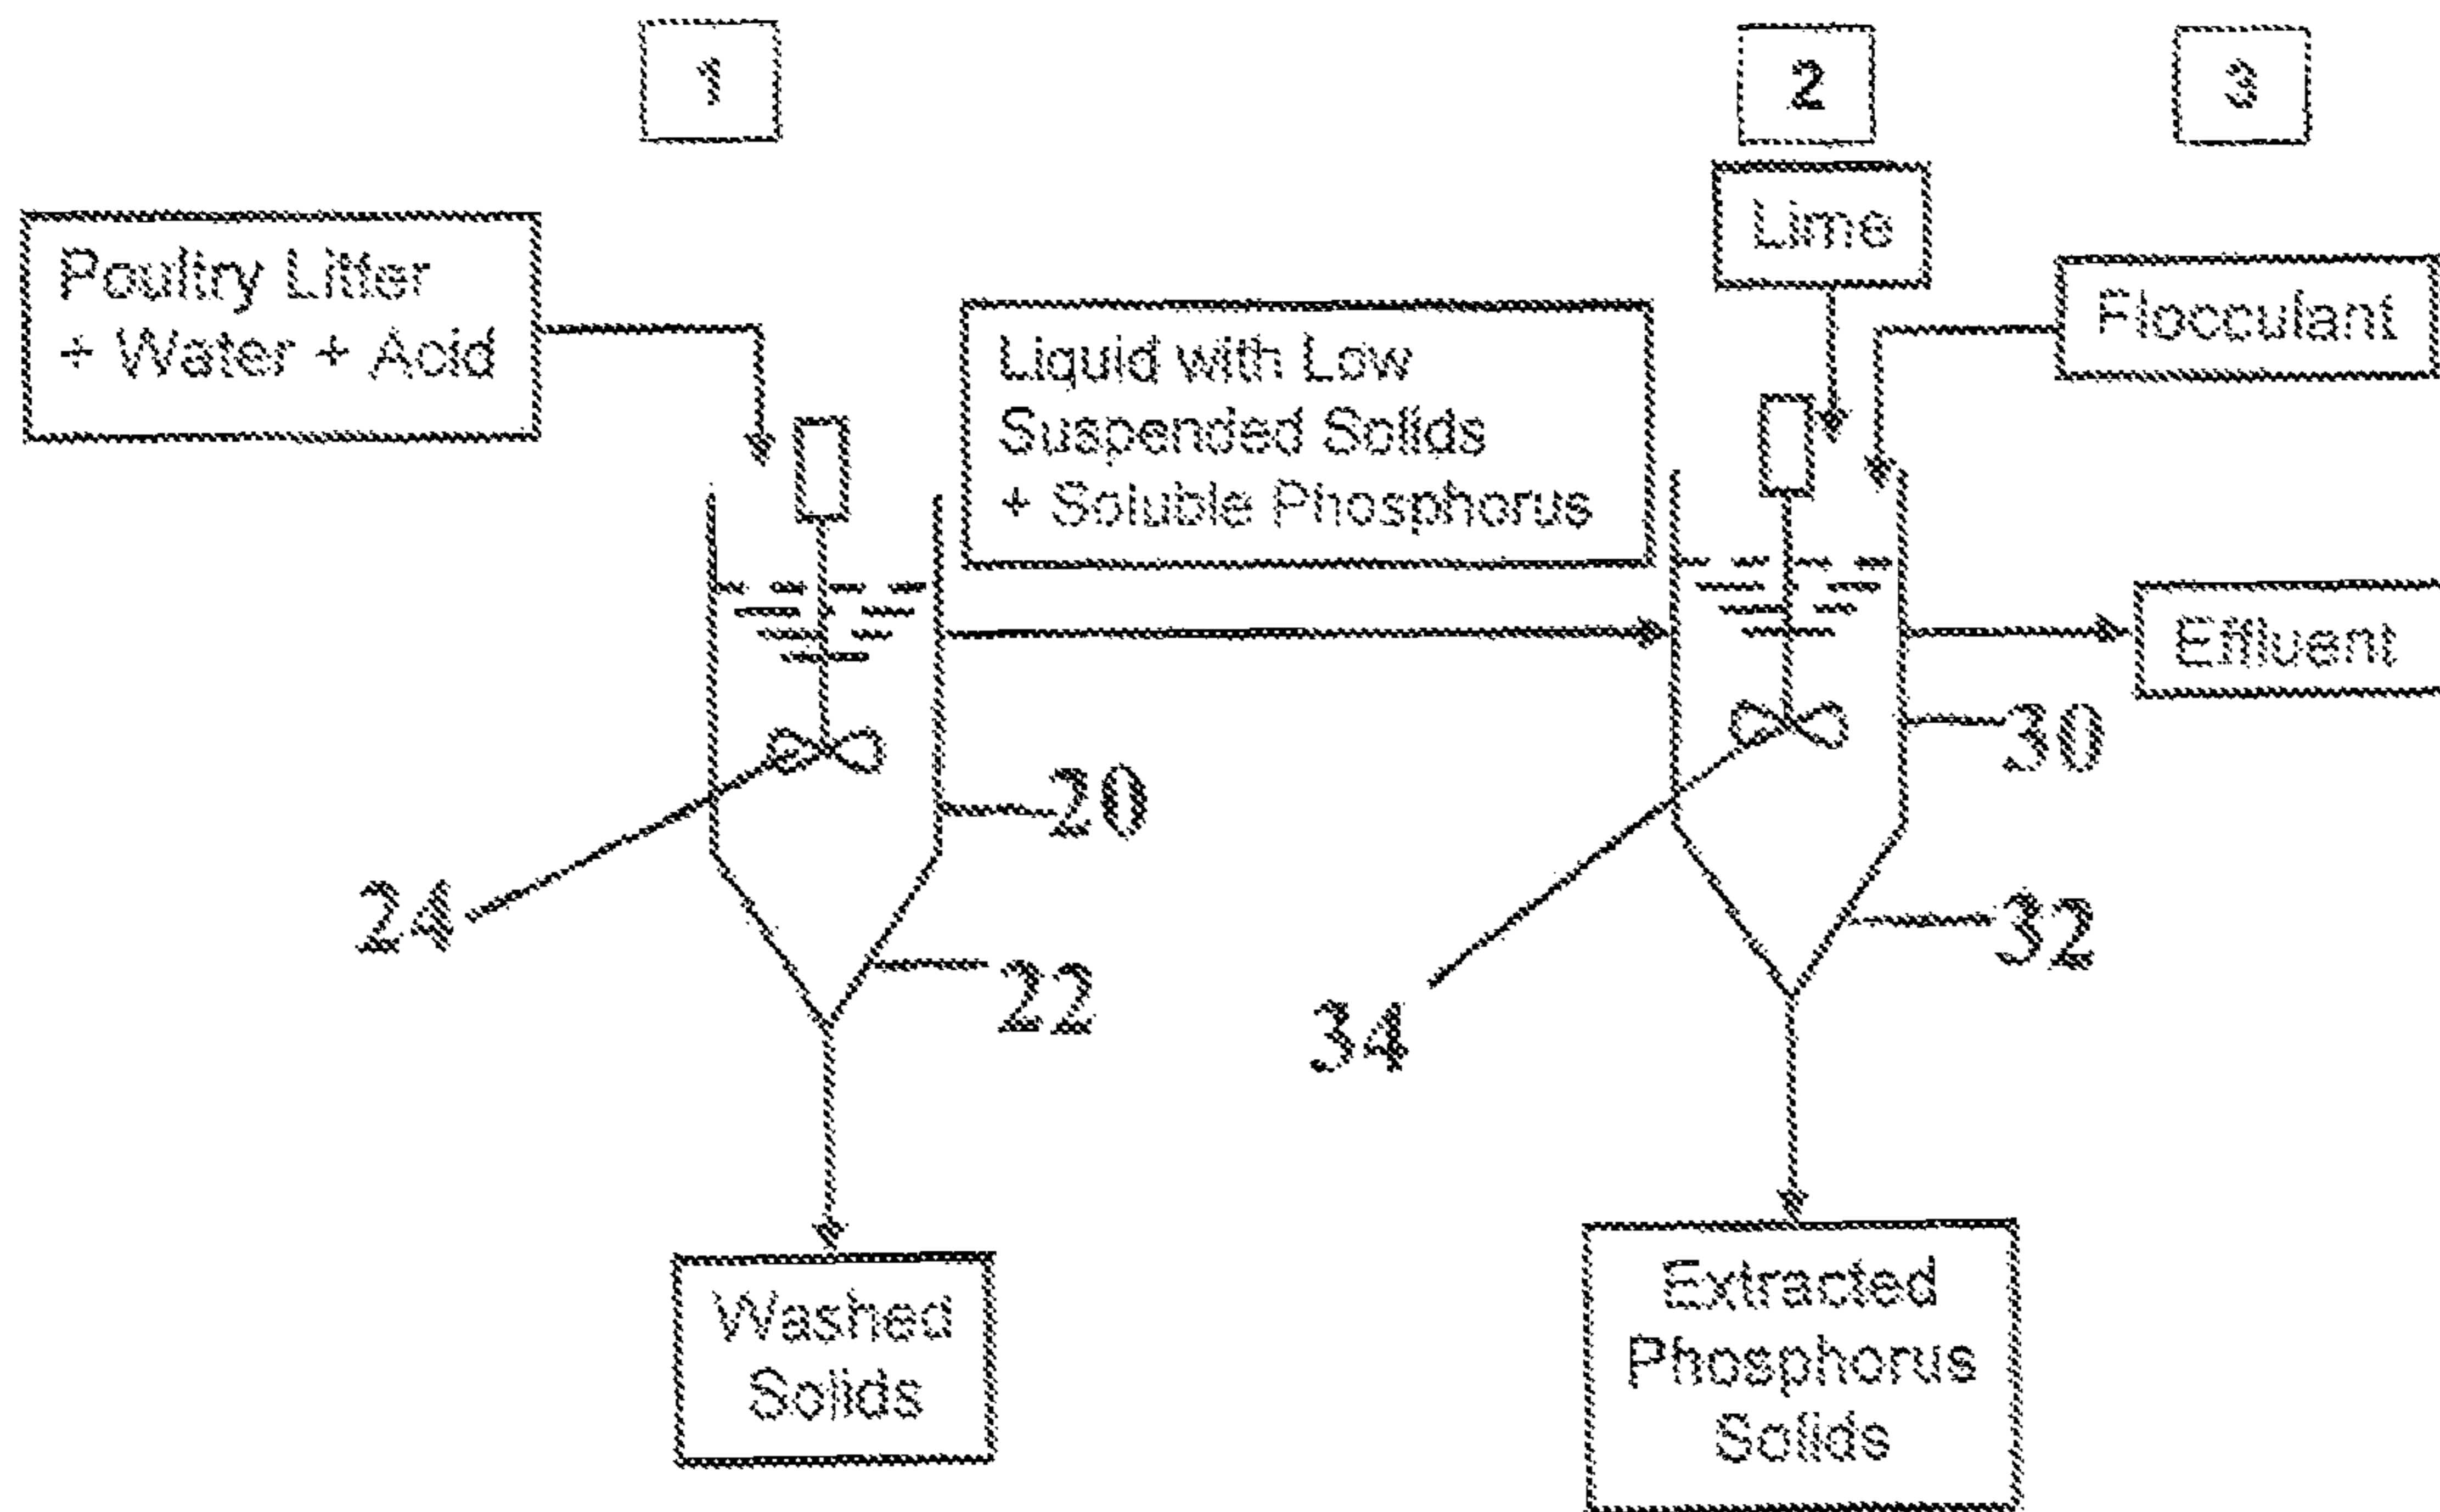 1
2
3
Lime
Poultry Litter
+ Water + Acid
Flocculant
Liquid with Low
Suspended Solids
+ Soluble Phosphorus
Effluent
30
20
24
32
22
34
Washed
Solids
Extracted
Phosphorus
Solids